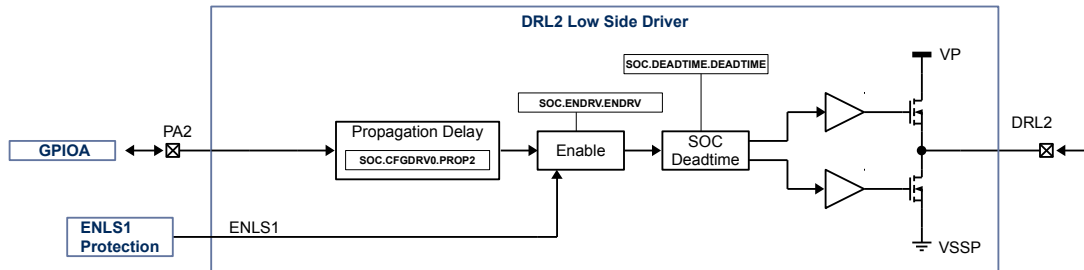 DRL2 Low Side Driver
VP
SOC.DEADTIME.DEADTIME
SOC.ENDRV.ENDRV
PA2
Propagation Delay
DRL2
GPIOA
SOC.CFGDRV0.PROP2
Enable
SOC
Deadtime
ENLS1
Protection
ENLS1
VSSP